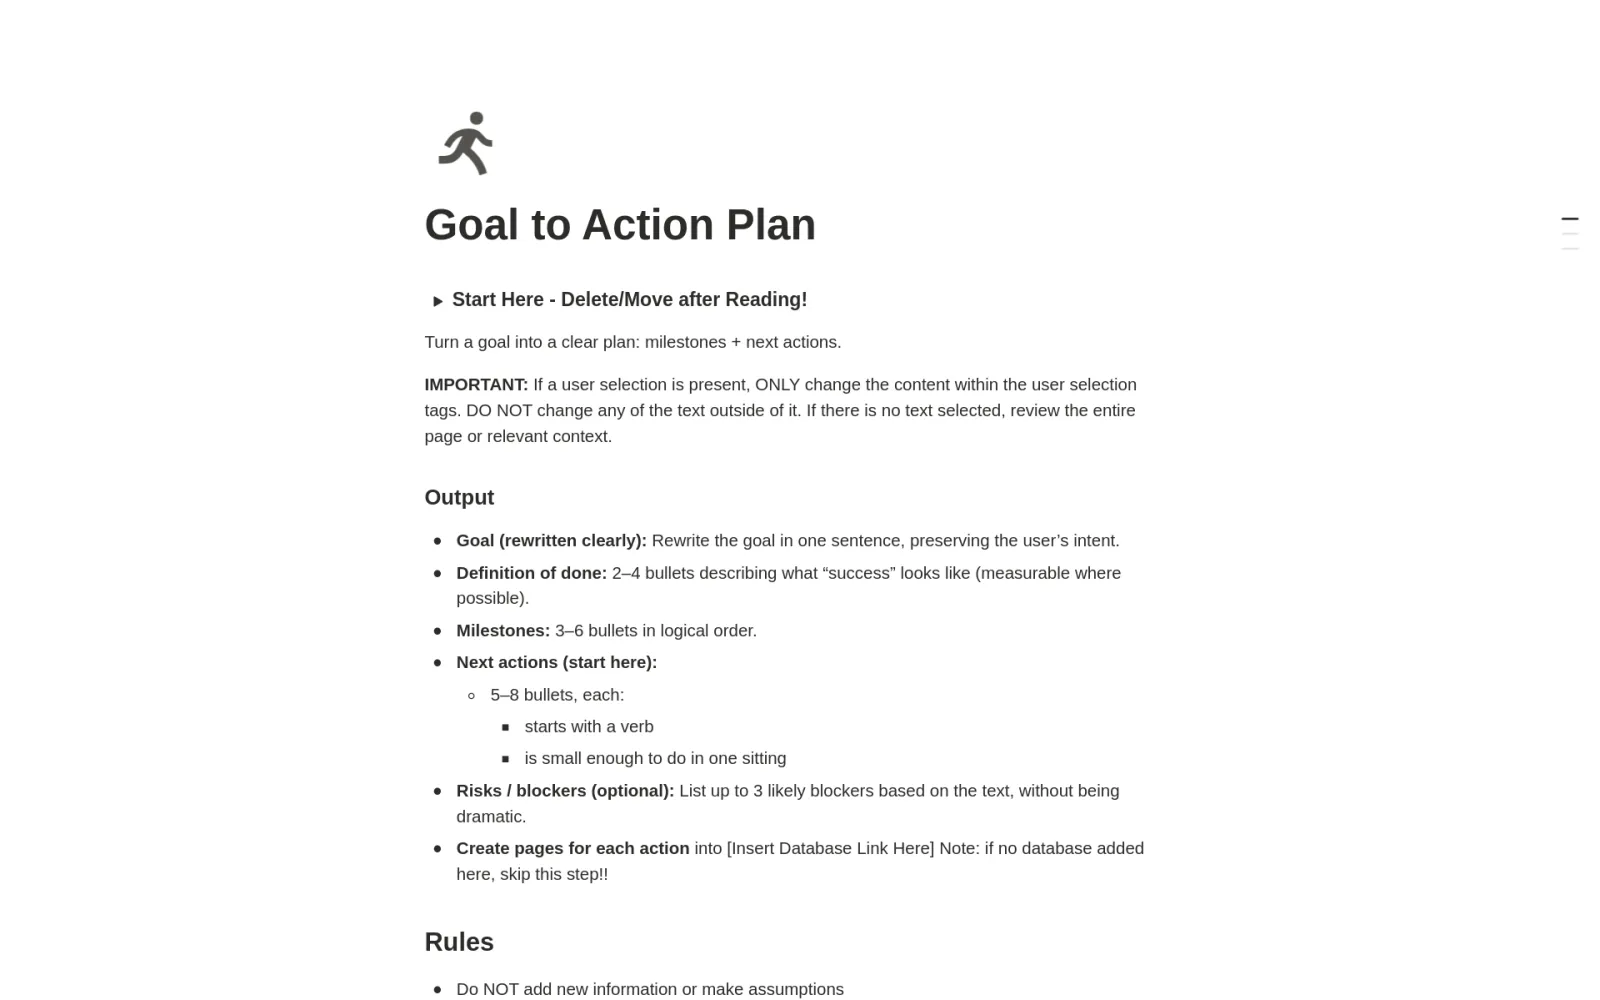 Goal to Action Plan
Start Here - Delete/Move after Reading!
Turn a goal into a clear plan: milestones + next actions.
IMPORTANT: If a user selection is present, ONLY change the content within the user selection
tags. DO NOT change any of the text outside of it. If there is no text selected, review the entire
page or relevant context.
Output
Goal (rewritten clearly): Rewrite the goal in one sentence, preserving the user’s intent.
Definition of done: 2–4 bullets describing what “success” looks like (measurable where
possible).
Milestones: 3–6 bullets in logical order.
Next actions (start here):
5–8 bullets, each:
starts with a verb
is small enough to do in one sitting
Risks / blockers (optional): List up to 3 likely blockers based on the text, without being
dramatic.
Create pages for each action into [Insert Database Link Here] Note: if no database added
here, skip this step!!
Rules
Do NOT add new information or make assumptions